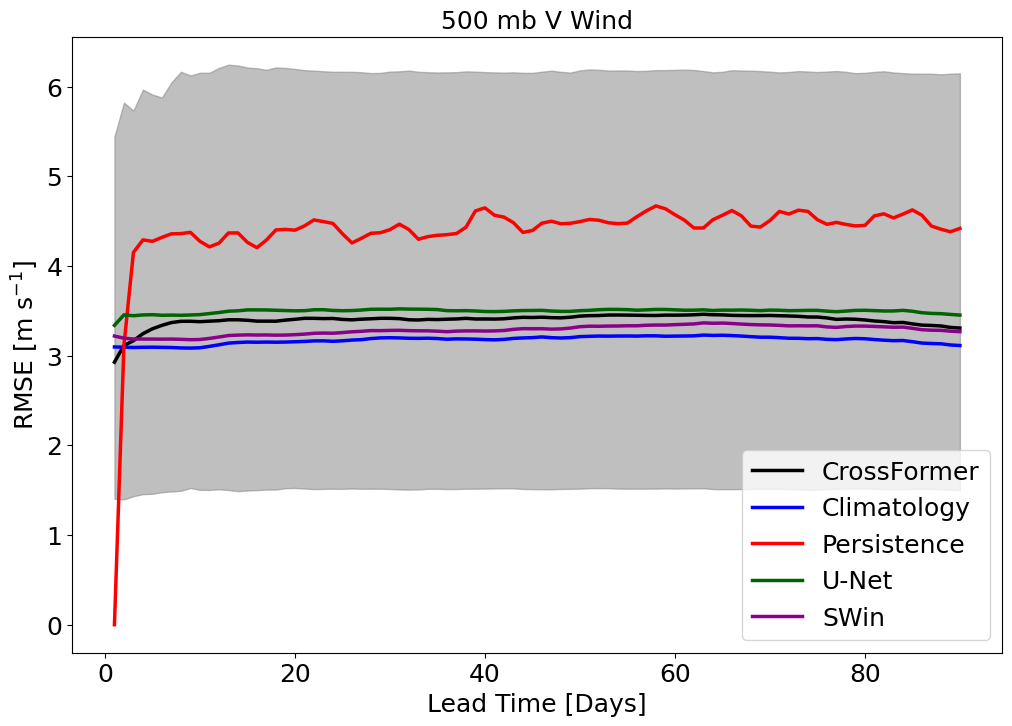 500 mb V Wind
RMSE [m s⁻¹]
6
5
4
3
2
1
0
0 20 40 60 80
Lead Time [Days]
CrossFormer
Climatology
Persistence
U-Net
SWin